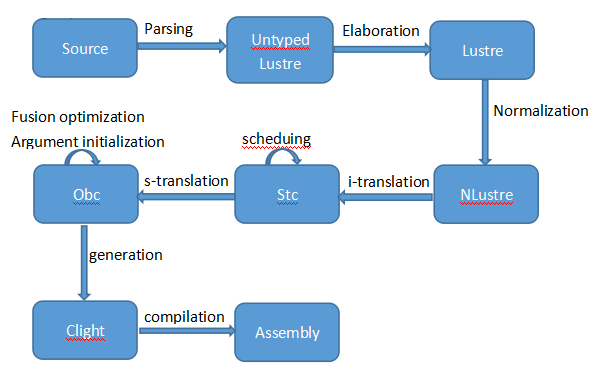 Parsing
Source
Untyped
Lustre
Elaboration
Lustre
Normalization
Fusion optimization
Argument initialization
scheduing
Obc
s-translation
Stc
i-translation
NLustre
generation
Clight
compilation
Assembly